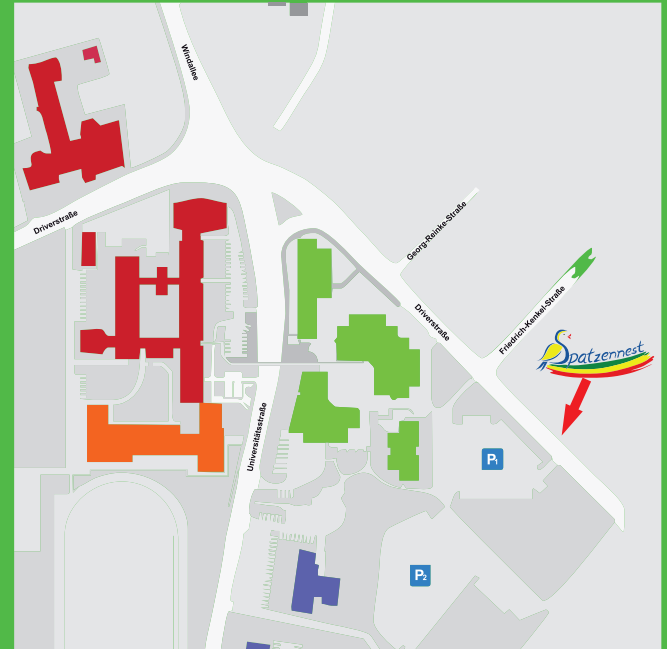 Windallee
Driverstraße
Georg-Reinke-Straße
Driverstraße
Friedrich-Kenkel-Straße
Spatzennest
Universitätsstraße
P1
P2